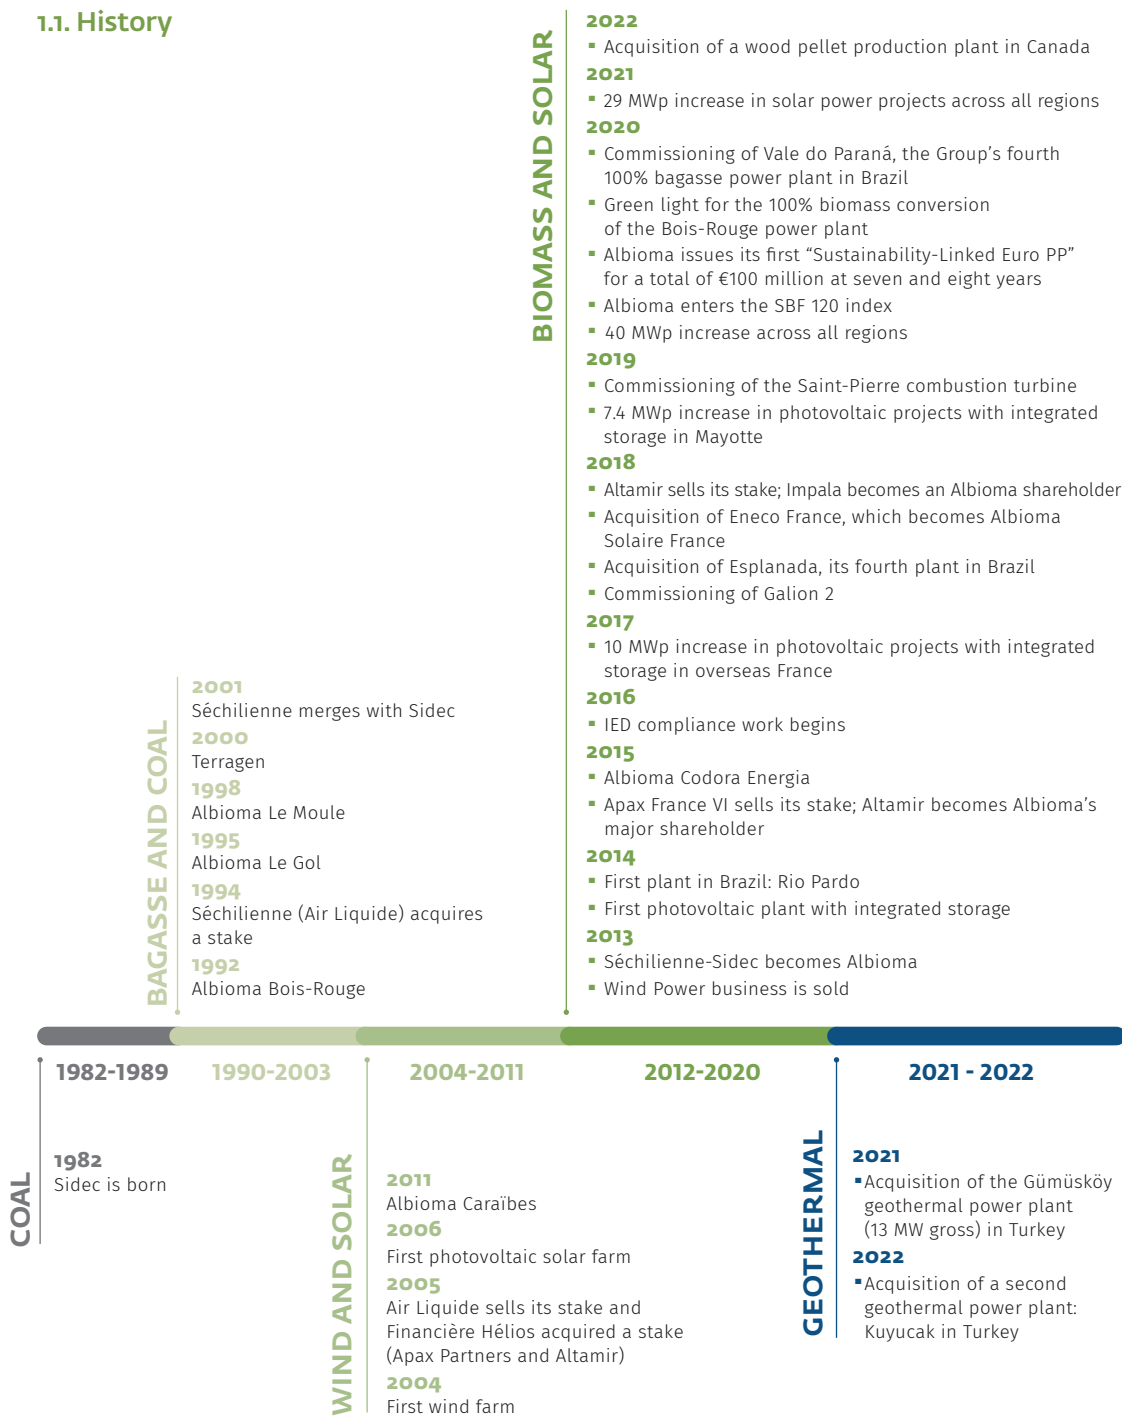 1.1. History
BIOMASS AND SOLAR
2022
▪ Acquisition of a wood pellet production plant in Canada
2021
▪ 29 MWp increase in solar power projects across all regions
2020
▪ Commissioning of Vale do Paraná, the Group’s fourth
100% bagasse power plant in Brazil
▪ Green light for the 100% biomass conversion
of the Bois-Rouge power plant
▪ Albioma issues its first “Sustainability-Linked Euro PP”
for a total of €100 million at seven and eight years
▪ Albioma enters the SBF 120 index
▪ 40 MWp increase across all regions
2019
▪ Commissioning of the Saint-Pierre combustion turbine
▪ 7.4 MWp increase in photovoltaic projects with integrated
storage in Mayotte
2018
▪ Altamir sells its stake; Impala becomes an Albioma shareholder
▪ Acquisition of Eneco France, which becomes Albioma
Solaire France
▪ Acquisition of Esplanada, its fourth plant in Brazil
▪ Commissioning of Galion 2
2017
▪ 10 MWp increase in photovoltaic projects with integrated
storage in overseas France
2016
▪ IED compliance work begins
2015
▪ Albioma Codora Energia
▪ Apax France VI sells its stake; Altamir becomes Albioma’s
major shareholder
2014
▪ First plant in Brazil: Rio Pardo
▪ First photovoltaic plant with integrated storage
2013
▪ Séchilienne-Sidec becomes Albioma
▪ Wind Power business is sold
BAGASSE AND COAL
2001
Séchilienne merges with Sidec
2000
Terragen
1998
Albioma Le Moule
1995
Albioma Le Gol
1994
Séchilienne (Air Liquide) acquires
a stake
1992
Albioma Bois-Rouge
1982-1989
1990-2003
2004-2011
2012-2020
2021 - 2022
COAL
1982
Sidec is born
WIND AND SOLAR
2011
Albioma Caraïbes
2006
First photovoltaic solar farm
2005
Air Liquide sells its stake and
Financière Hélios acquired a stake
(Apax Partners and Altamir)
2004
First wind farm
GEOTHERMAL
2021
▪ Acquisition of the Gümüsköy
geothermal power plant
(13 MW gross) in Turkey
2022
▪ Acquisition of a second
geothermal power plant:
Kuyucak in Turkey